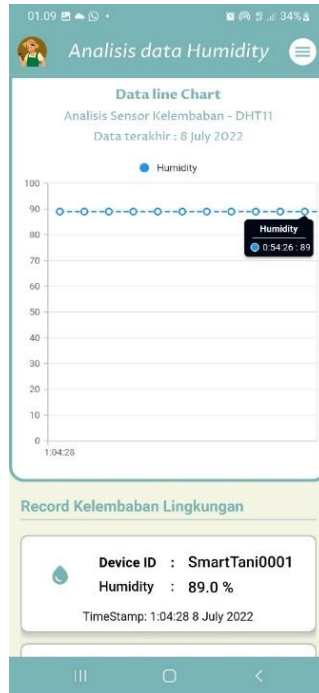 01.09
34%
Analisis data Humidity
Data line Chart
Analisis Sensor Kelembaban - DHT11
Data terakhir : 8 July 2022
Humidity
100
90
80
70
60
50
40
30
20
10
0
Humidity
0:54:26 : 89
1:04:28
Record Kelembaban Lingkungan
Device ID : SmartTani0001
Humidity : 89.0 %
TimeStamp: 1:04:28 8 July 2022